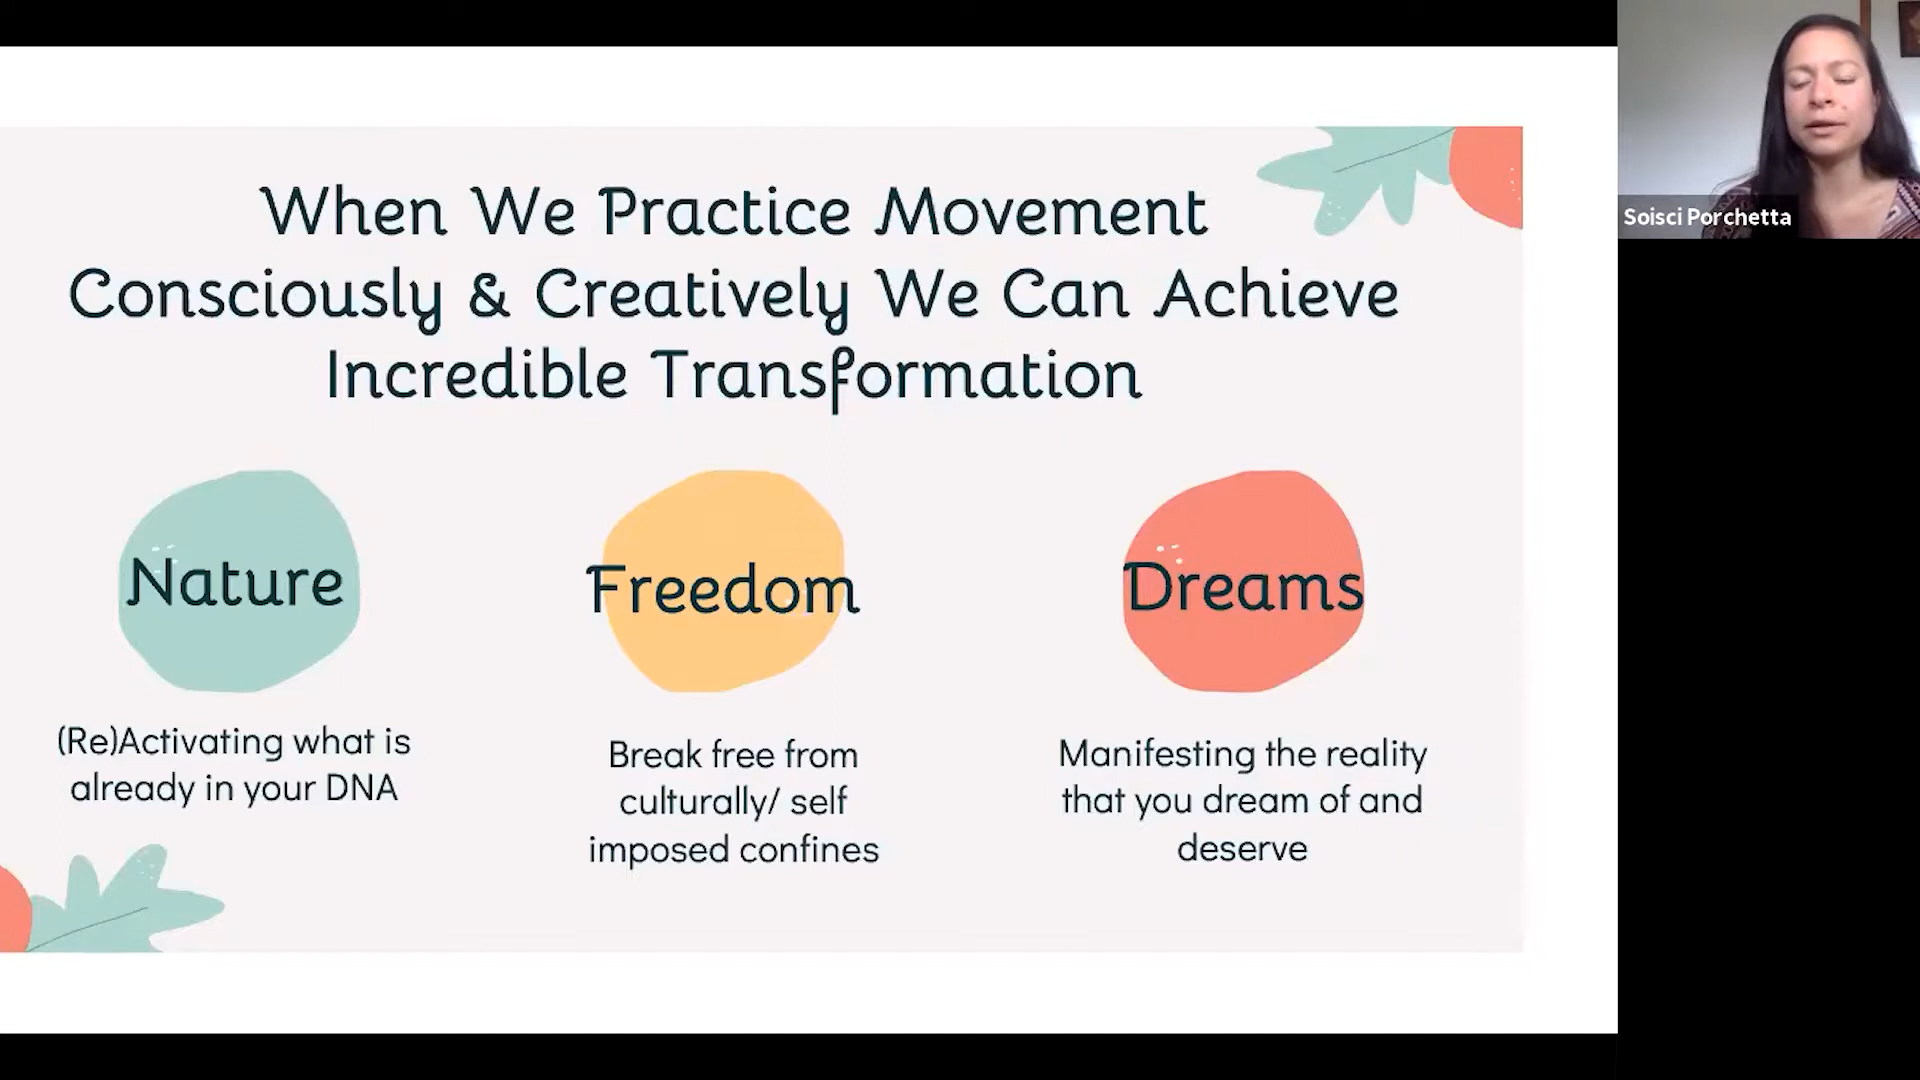 When We Practice Movement
Consciously & Creatively We Can Achieve
Incredible Transformation
Nature
Freedom
Dreams
(Re)Activating what is
already in your DNA
Break free from
culturally/ self
imposed confines
Manifesting the reality
that you dream of and
deserve
Soisci Porchetta